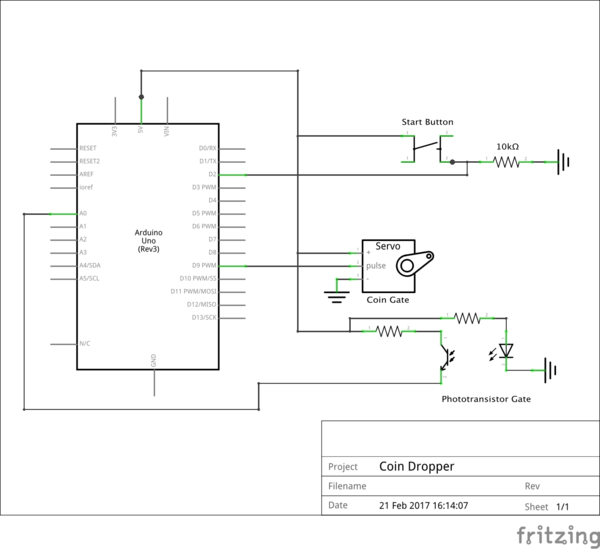 Start Button
10kΩ
3V3
5V
VIN
RESET
RESET2
AREF
ioref
A0
A1
A2
A3
A4/SDA
A5/SCL
N/C
Arduino
Uno
(Rev3)
D0/RX
D1/TX
D2
D3 PWM
D4
D5 PWM
D6 PWM
D7
D8
D9 PWM
D10 PWM/SS
D11 PWM/MOSI
D12/MISO
D13/SCK
GND
Servo
+
pulse
-
Coin Gate
Phototransistor Gate
Project Coin Dropper
Filename Rev
Date 21 Feb 2017 16:14:07 Sheet 1/1
fritzing